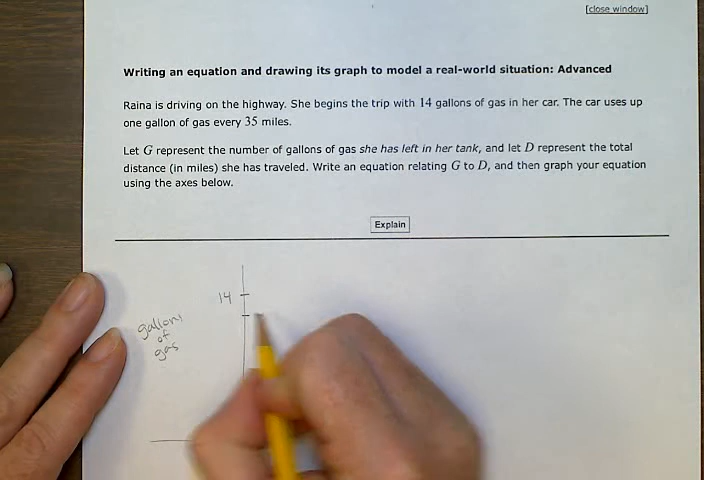 [close window]
Writing an equation and drawing its graph to model a real-world situation: Advanced
Raina is driving on the highway. She begins the trip with 14 gallons of gas in her car. The car uses up
one gallon of gas every 35 miles.
Let G represent the number of gallons of gas she has left in her tank, and let D represent the total
distance (in miles) she has traveled. Write an equation relating G to D, and then graph your equation
using the axes below.
Explain
14
gallons
of
gas